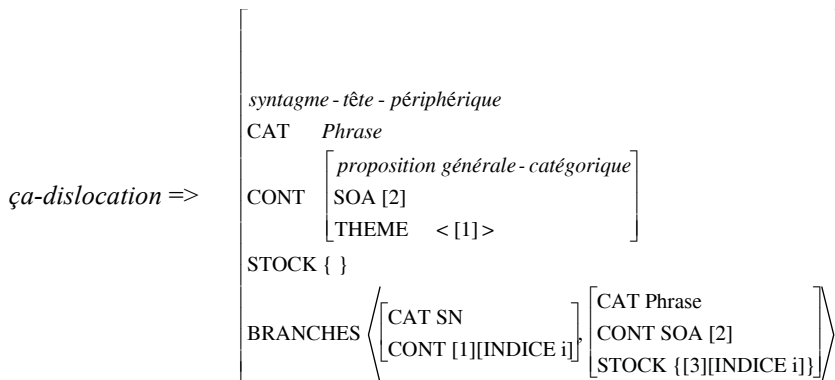 syntagme - tête - périphérique
CAT Phrase
proposition générale - catégorique
ça-dislocation => CONT SOA [2]
THEME < [1] >
STOCK { }
CAT Phrase
CAT SN
BRANCHES , CONT SOA [2]
CONT [1][INDICE i]
STOCK {[3][INDICE i]}